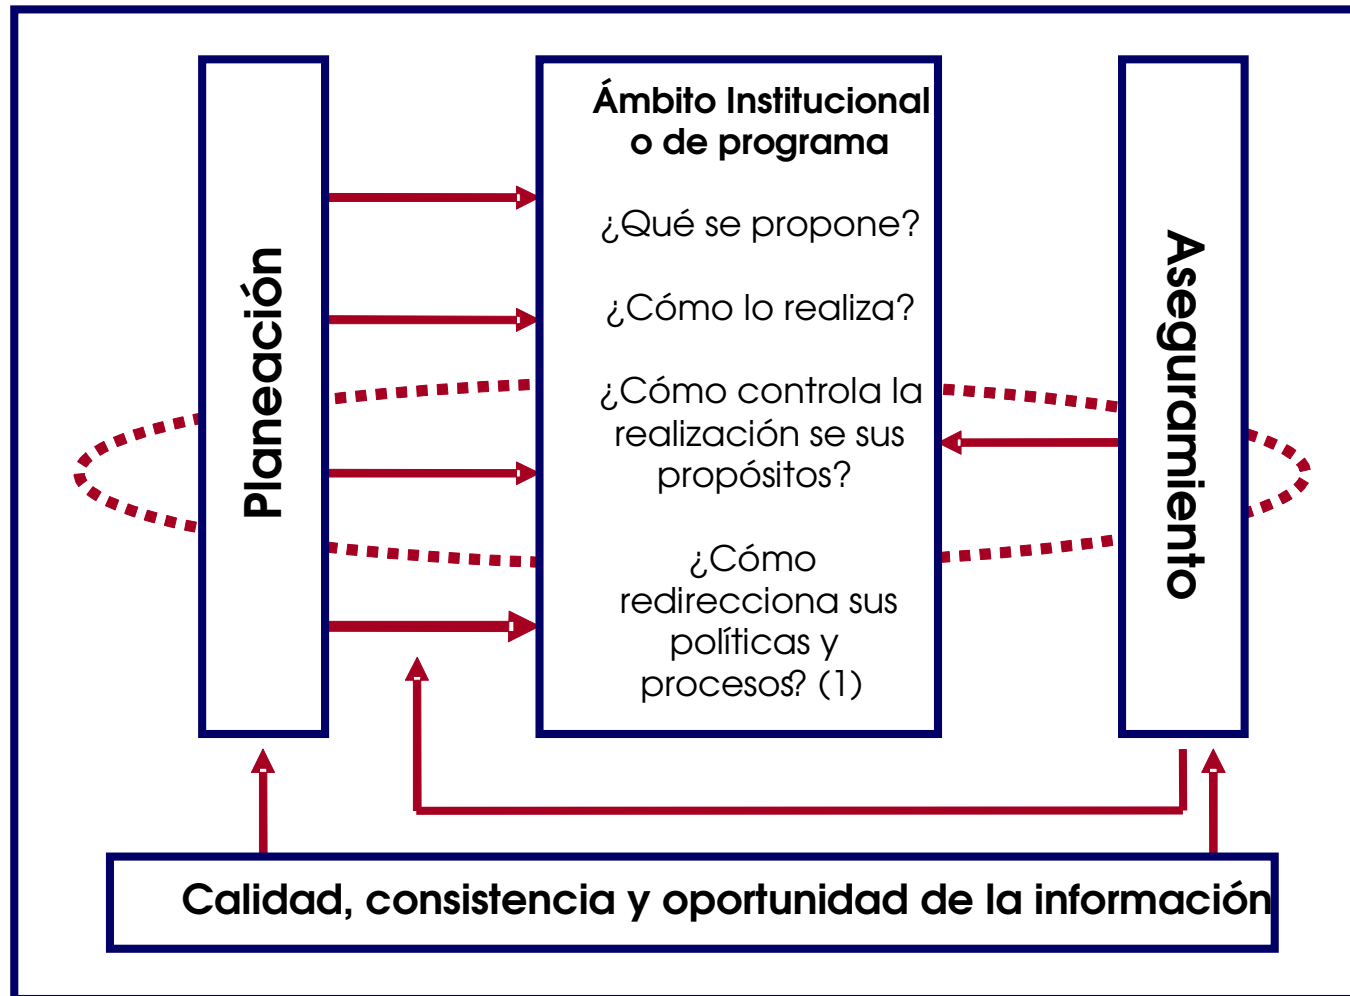 Planeación
Ámbito Institucional
o de programa
¿Qué se propone?
¿Cómo lo realiza?
¿Cómo controla la
realización se sus
propósitos?
¿Cómo
redirecciona sus
políticas y
procesos? (1)
Aseguramiento
Calidad, consistencia y oportunidad de la información